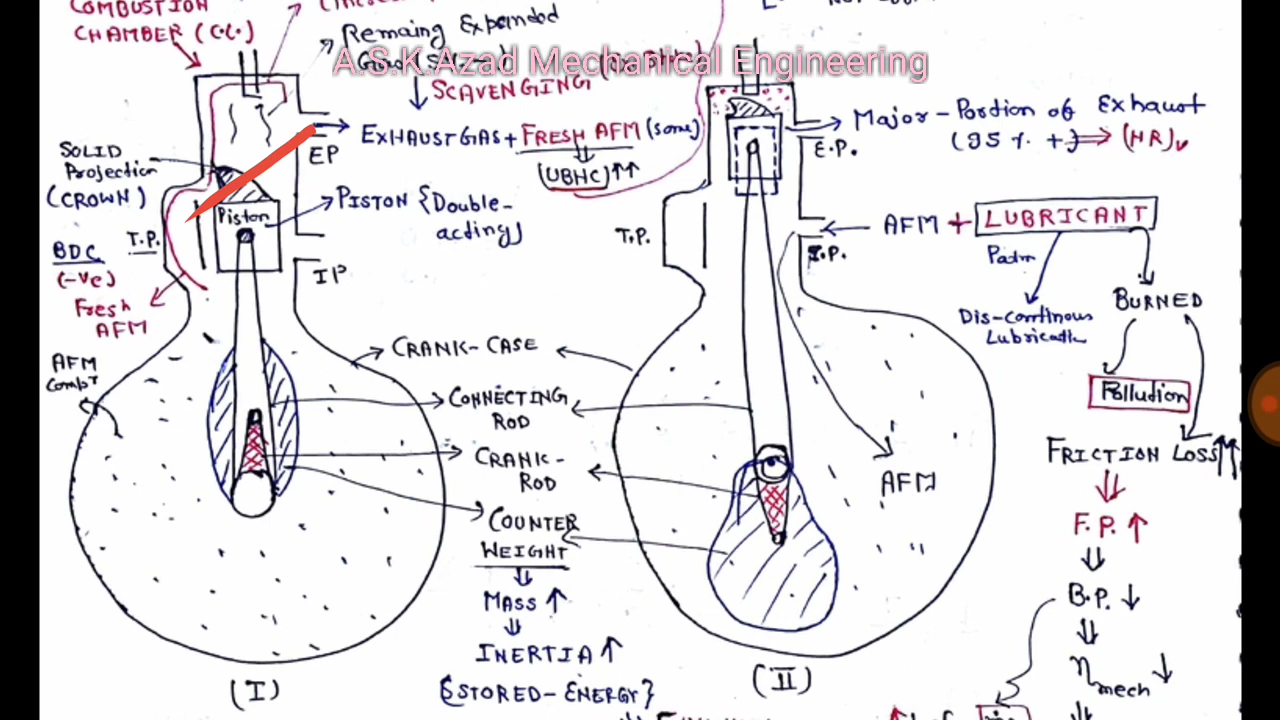 COMBUSTION
CHAMBER (C.C.)
Remaing Expanded
A.S.K.Azad Mechanical Engineering
SCAVENGING
EXHAUST GAS + FRESH AFM (some)
(UBHC)↑↑
EP
SOLID
Projection
(CROWN)
Piston
PISTON {Double-
acting}
BDC
(-ve)
T.P.
IP
Fresh
AFM
AFM
CRANK-CASE
CONNECTING
ROD
CRANK-
ROD
COUNTER
WEIGHT
⇓
MASS ↑
⇓
INERTIA ↑
{STORED-ENERGY}
(I)
Major-Portion of Exhaust
(95 % +) ⇒ (HR)
E.P.
T.P.
I.P.
AFM + LUBRICANT
Dis-continous
BURNED
Pollution
FRICTION LOSS↑↑
⇓
F.P. ↑
⇓
B.P. ↓
⇓
η mech ↓
AFM
(II)